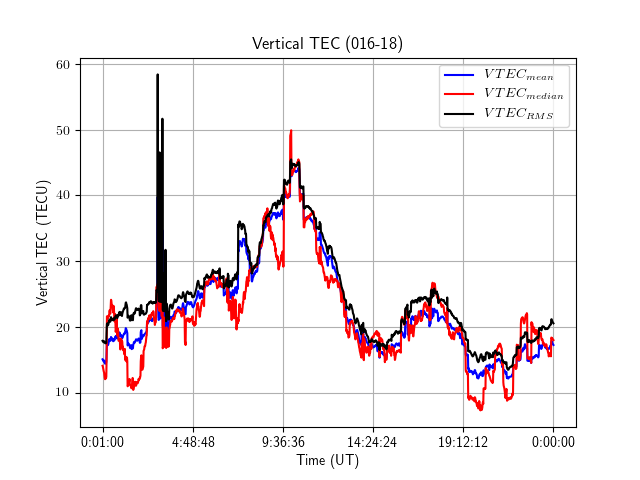 Vertical TEC (016-18)
VTEC_mean
VTEC_median
VTEC_RMS
Vertical TEC (TECU)
60
50
40
30
20
10
0:01:00 4:48:48 9:36:36 14:24:24 19:12:12 0:00:00
Time (UT)